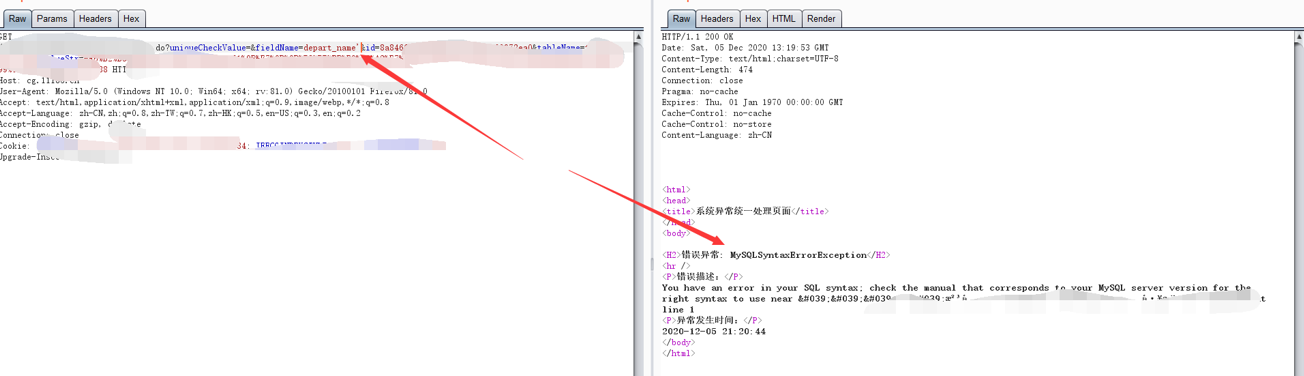 Raw Params Headers Hex
GET
do?uniqueCheckValue=&fieldName=depart_name'&id=8a846
&tableName=
HTT
Host:
User-Agent: Mozilla/5.0 (Windows NT 10.0; Win64; x64; rv:81.0) Gecko/20100101 Firefox/81.0
Accept: text/html,application/xhtml+xml,application/xml;q=0.9,image/webp,*/*;q=0.8
Accept-Language: zh-CN,zh;q=0.8,zh-TW;q=0.7,zh-HK;q=0.5,en-US;q=0.3,en;q=0.2
Accept-Encoding: gzip,
Connection: close
Cookie:
Upgrade-Inse
Raw Headers Hex HTML Render
HTTP/1.1 200 OK
Date: Sat, 05 Dec 2020 13:19:53 GMT
Content-Type: text/html;charset=UTF-8
Content-Length: 474
Connection: close
Pragma: no-cache
Expires: Thu, 01 Jan 1970 00:00:00 GMT
Cache-Control: no-cache
Cache-Control: no-store
Content-Language: zh-CN
<html>
<head>
<title>系统异常统一处理页面</title>
</head>
<body>
<H2>错误异常: MySQLSyntaxErrorException</H2>
<hr />
<P>错误描述：</P>
You have an error in your SQL syntax; check the manual that corresponds to your MySQL server version for the
right syntax to use near &#039;&#039;&#039
line 1
<P>异常发生时间：</P>
2020-12-05 21:20:44
</body>
</html>